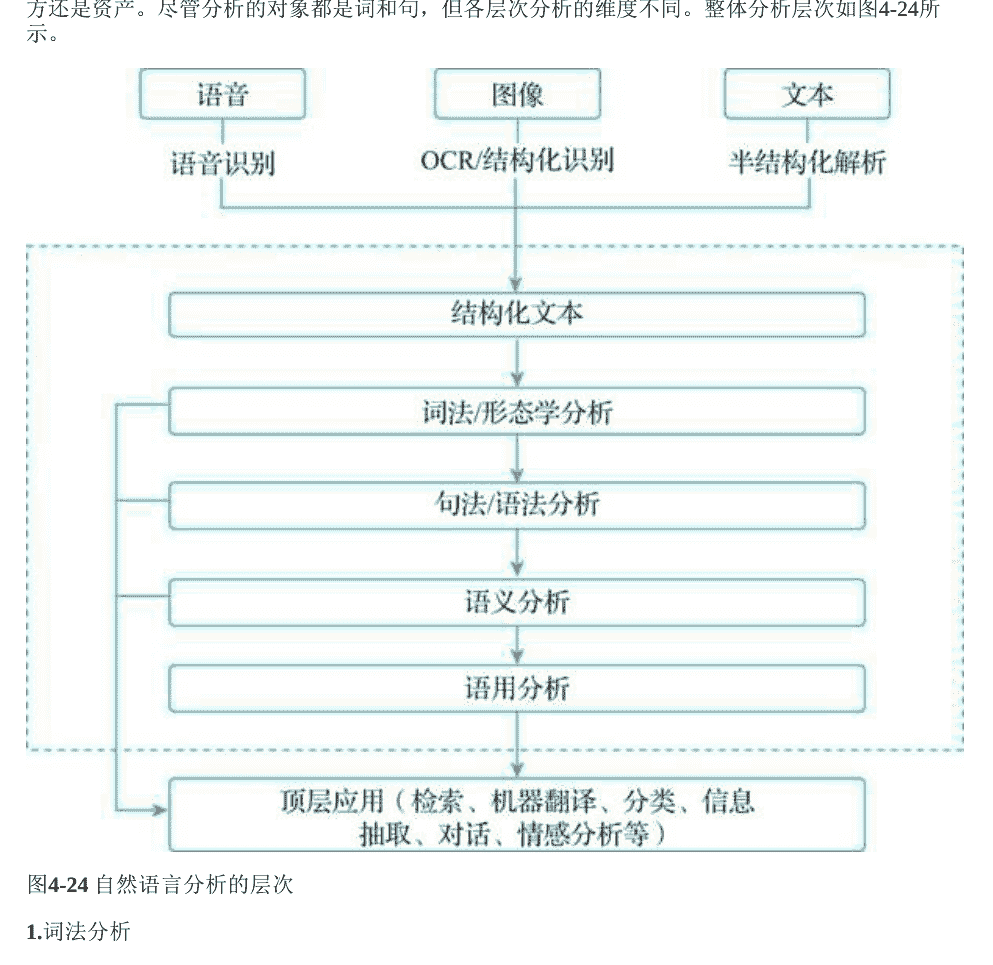 方还是资产。尽管分析的对象都是词和句，但各层次分析的维度不同。整体分析层次如图4-24所
示。
语音
图像
文本
语音识别
OCR/结构化识别
半结构化解析
结构化文本
词法/形态学分析
句法/语法分析
语义分析
语用分析
顶层应用（检索、机器翻译、分类、信息
抽取、对话、情感分析等）
图4-24 自然语言分析的层次
1.词法分析